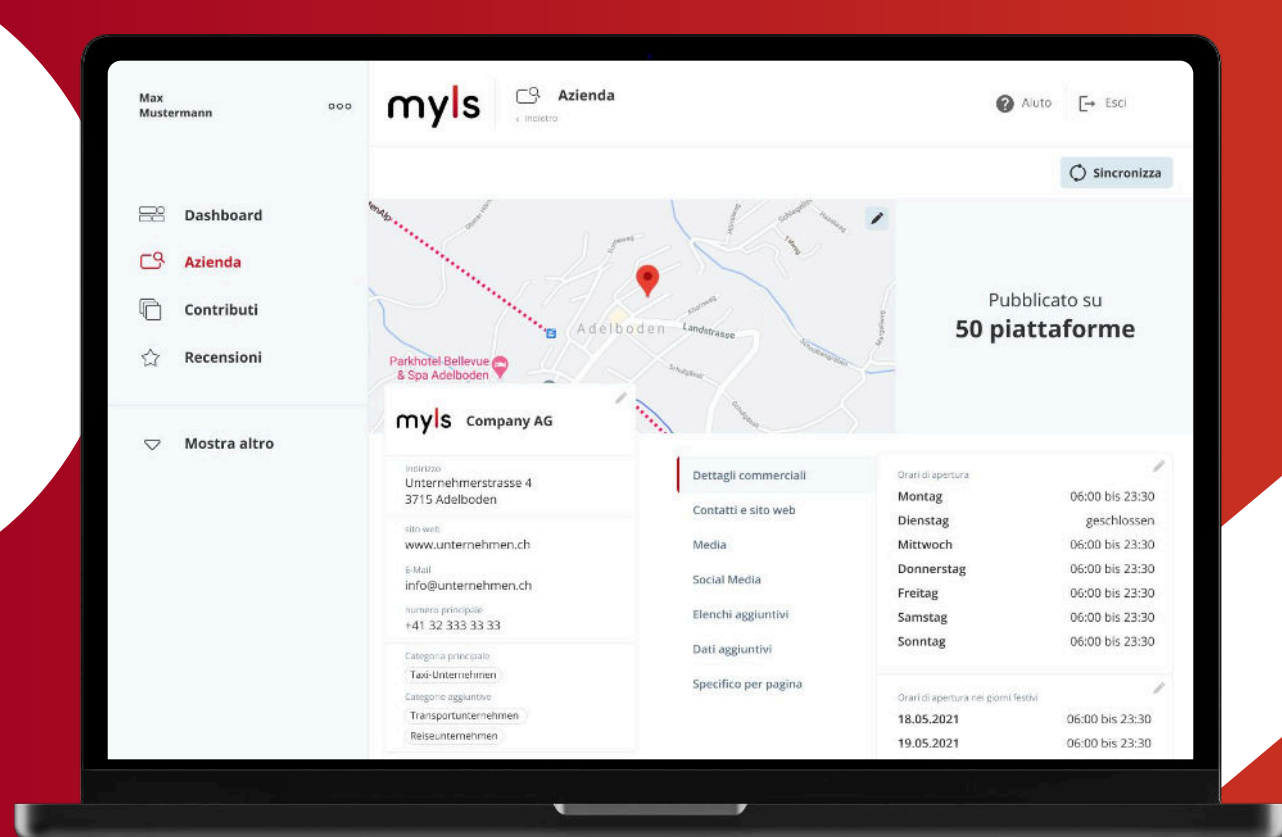 Max
Mustermann
ooo
myls
Azienda
‹ Indietro
? Aiuto
Esci
Sincronizza
Dashboard
Azienda
Contributi
Recensioni
Mostra altro
Adelboden
Landstrasse
Parkhotel Bellevue
& Spa Adelboden
Pubblicato su
50 piattaforme
myls Company AG
Indirizzo
Unternehmerstrasse 4
3715 Adelboden
sito web
www.unternehmen.ch
E-Mail
info@unternehmen.ch
numero principale
+41 32 333 33 33
Categoria principale
Taxi-Unternehmen
Categorie aggiuntive
Transportunternehmen
Reiseunternehmen
Dettagli commerciali
Contatti e sito web
Media
Social Media
Elenchi aggiuntivi
Dati aggiuntivi
Specifico per pagina
Orari di apertura
Montag 06:00 bis 23:30
Dienstag geschlossen
Mittwoch 06:00 bis 23:30
Donnerstag 06:00 bis 23:30
Freitag 06:00 bis 23:30
Samstag 06:00 bis 23:30
Sonntag 06:00 bis 23:30
Orari di apertura nei giorni festivi
18.05.2021 06:00 bis 23:30
19.05.2021 06:00 bis 23:30